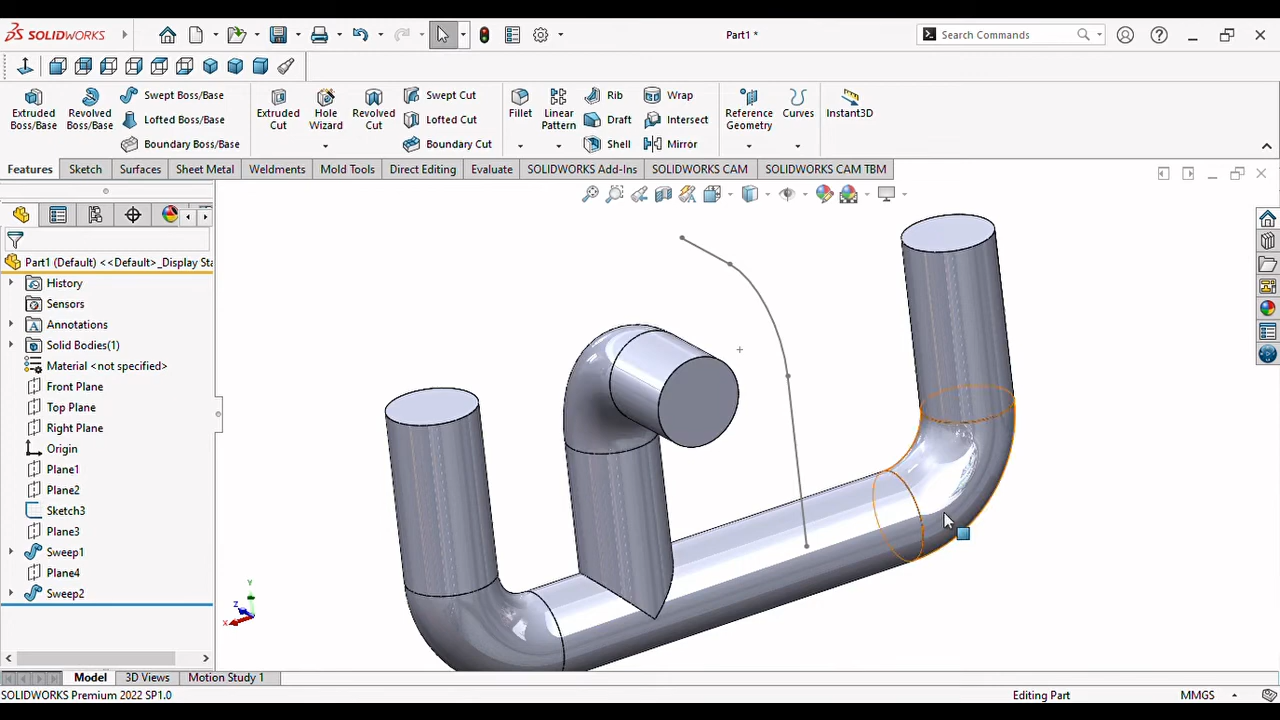 SOLIDWORKS
Part1 *
Search Commands
Extruded Boss/Base
Revolved Boss/Base
Swept Boss/Base
Lofted Boss/Base
Boundary Boss/Base
Extruded Cut
Hole Wizard
Revolved Cut
Swept Cut
Lofted Cut
Boundary Cut
Fillet
Linear Pattern
Rib
Draft
Shell
Wrap
Intersect
Mirror
Reference Geometry
Curves
Instant3D
Features
Sketch
Surfaces
Sheet Metal
Weldments
Mold Tools
Direct Editing
Evaluate
SOLIDWORKS Add-Ins
SOLIDWORKS CAM
SOLIDWORKS CAM TBM
Part1 (Default) <<Default>_Display Sta
History
Sensors
Annotations
Solid Bodies(1)
Material <not specified>
Front Plane
Top Plane
Right Plane
Origin
Plane1
Plane2
Sketch3
Plane3
Sweep1
Plane4
Sweep2
Y
Z
X
Model
3D Views
Motion Study 1
SOLIDWORKS Premium 2022 SP1.0
Editing Part
MMGS